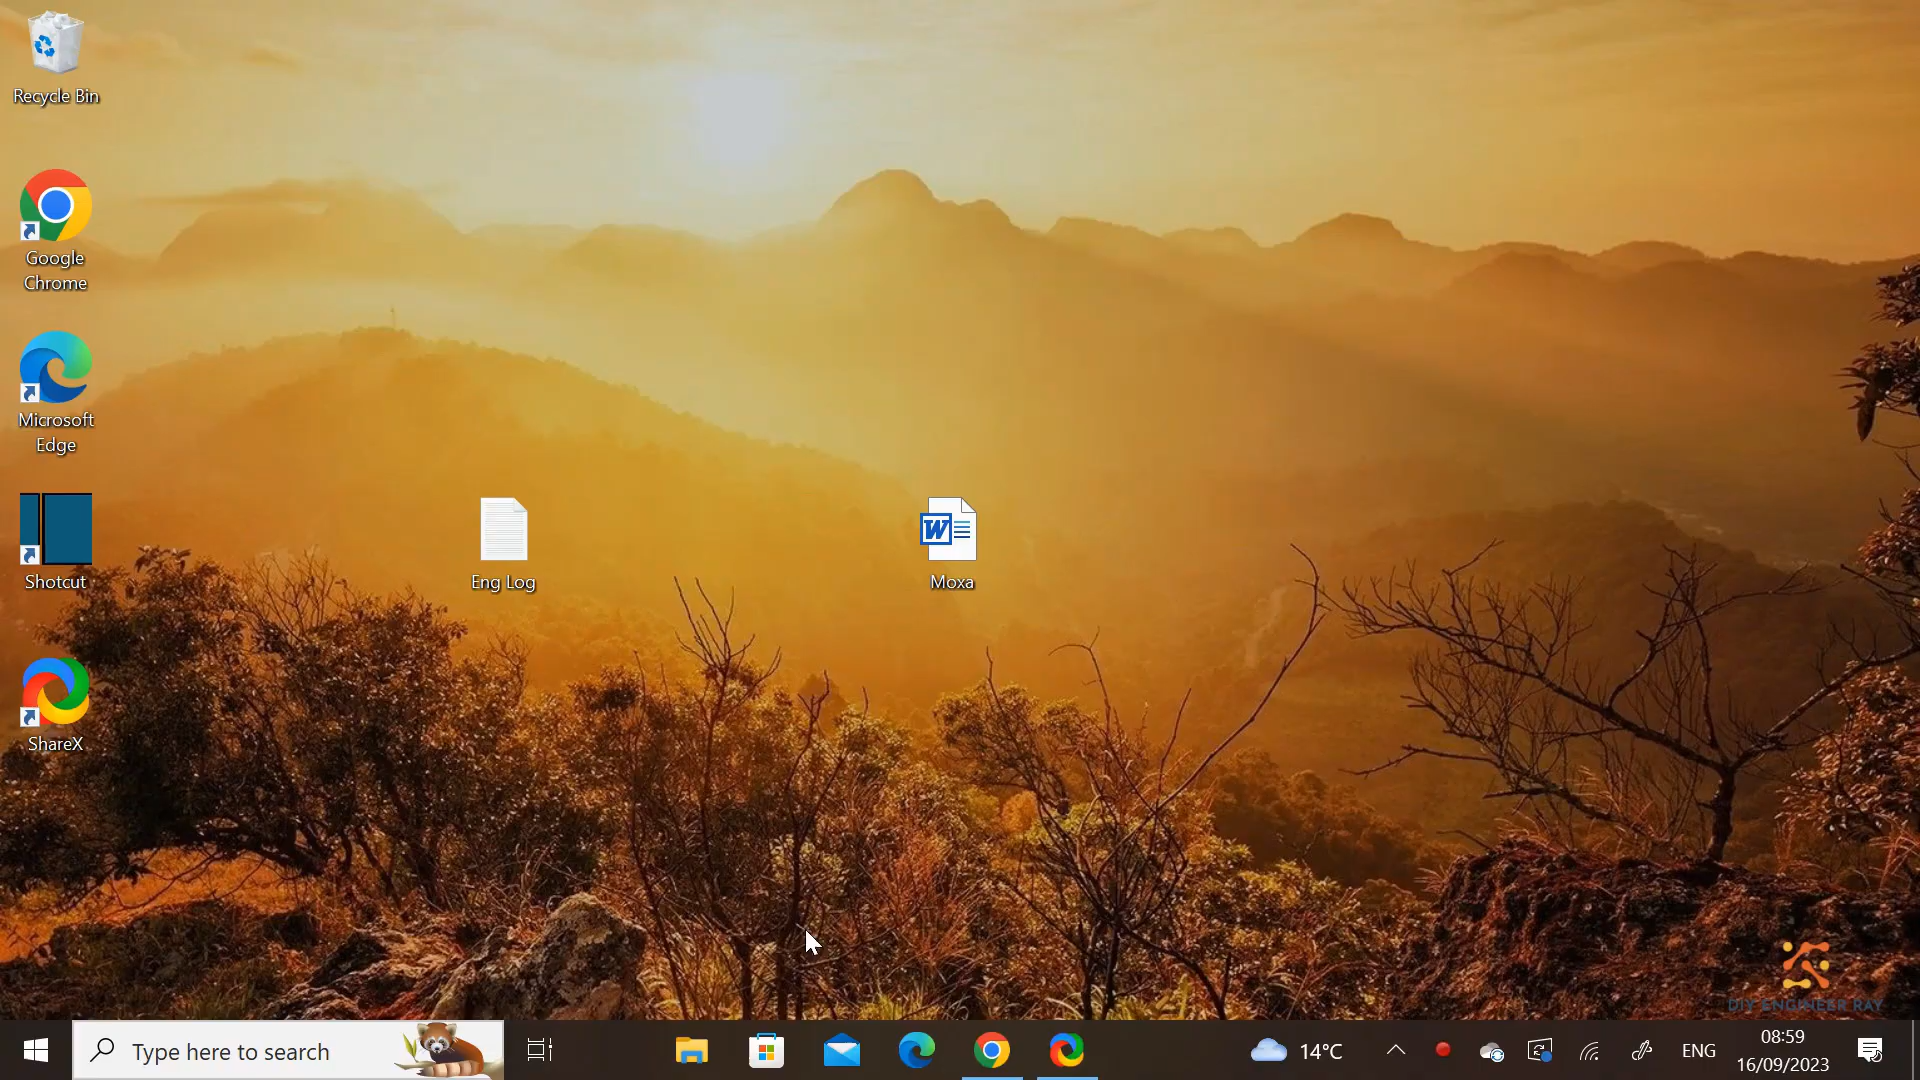 Recycle Bin
Google
Chrome
Microsoft
Edge
Shotcut
ShareX
Eng Log
W
Moxa
DIY ENGINEER RAY
Type here to search
14°C
ENG
08:59
16/09/2023